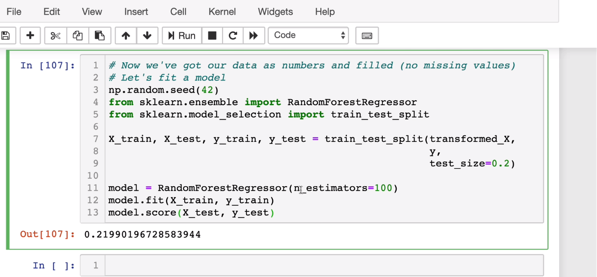 File Edit View Insert Cell Kernel Widgets Help
Run Code
In [107]:
1 # Now we've got our data as numbers and filled (no missing values)
2 # Let's fit a model
3 np.random.seed(42)
4 from sklearn.ensemble import RandomForestRegressor
5 from sklearn.model_selection import train_test_split
6
7 X_train, X_test, y_train, y_test = train_test_split(transformed_X,
8 y,
9 test_size=0.2)
10
11 model = RandomForestRegressor(n_estimators=100)
12 model.fit(X_train, y_train)
13 model.score(X_test, y_test)
Out[107]: 0.21990196728583944
In [ ]: 1